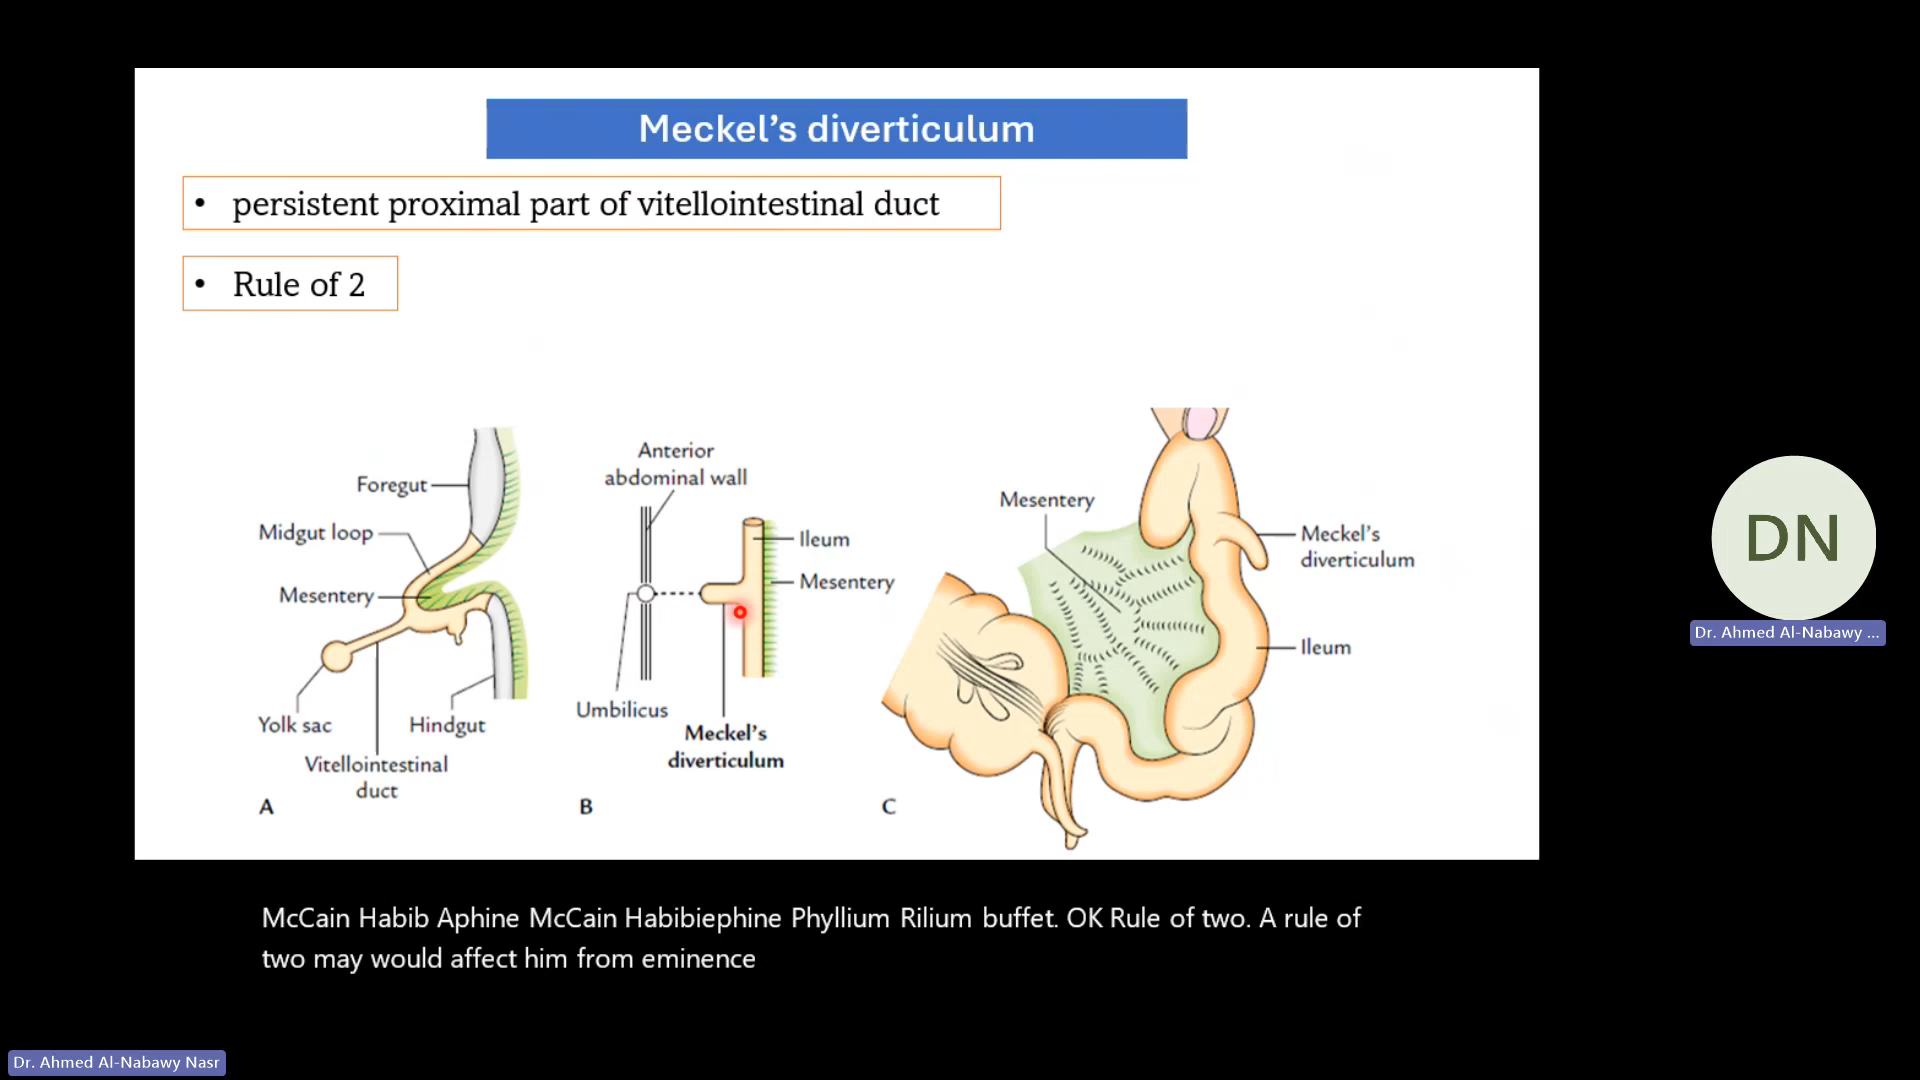 Meckel’s diverticulum
• persistent proximal part of vitellointestinal duct
• Rule of 2
Foregut
Midgut loop
Mesentery
Yolk sac
Hindgut
Vitellointestinal
duct
A
Anterior
abdominal wall
Ileum
Mesentery
Umbilicus
Meckel’s
diverticulum
B
Mesentery
Meckel’s
diverticulum
Ileum
C
DN
Dr. Ahmed Al-Nabawy ...
McCain Habib Aphine McCain Habibiephine Phyllium Rilium buffet. OK Rule of two. A rule of
two may would affect him from eminence
Dr. Ahmed Al-Nabawy Nasr